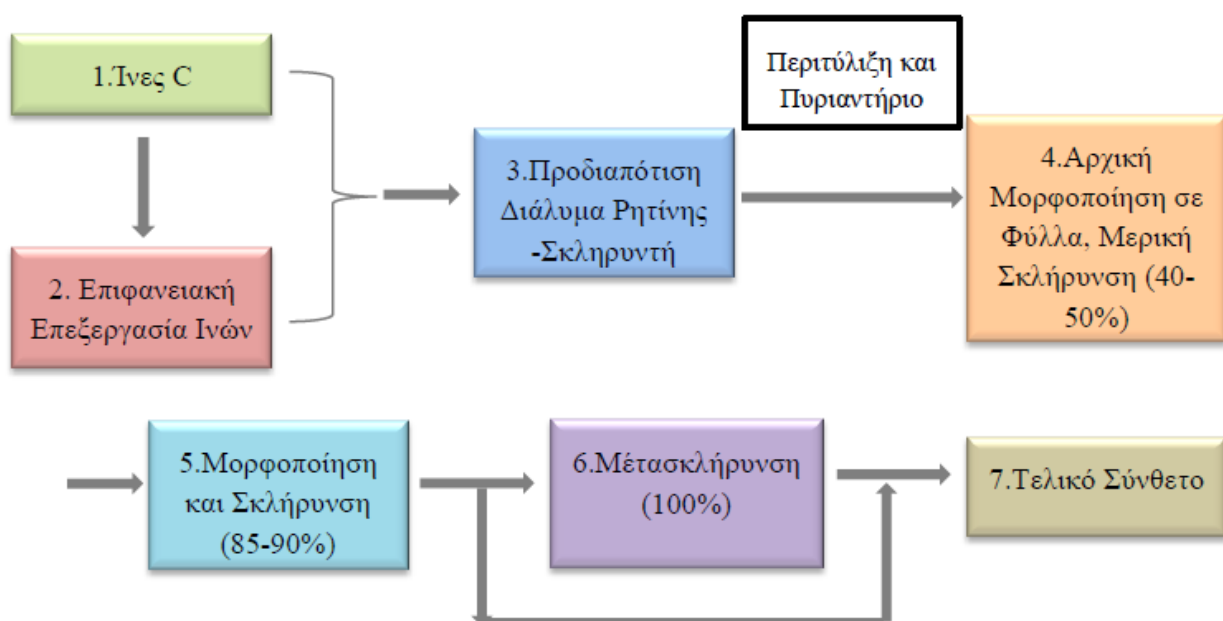 1.Ίνες C
2. Επιφανειακή
Επεξεργασία Ινών
3.Προδιαπότιση
Διάλυμα Ρητίνης
-Σκληρυντή
Περιτύλιξη και
Πυριαντήριο
4.Αρχική
Μορφοποίηση σε
Φύλλα, Μερική
Σκλήρυνση (40-
50%)
5.Μορφοποίηση
και Σκλήρυνση
(85-90%)
6.Μέτασκλήρυνση
(100%)
7.Τελικό Σύνθετο